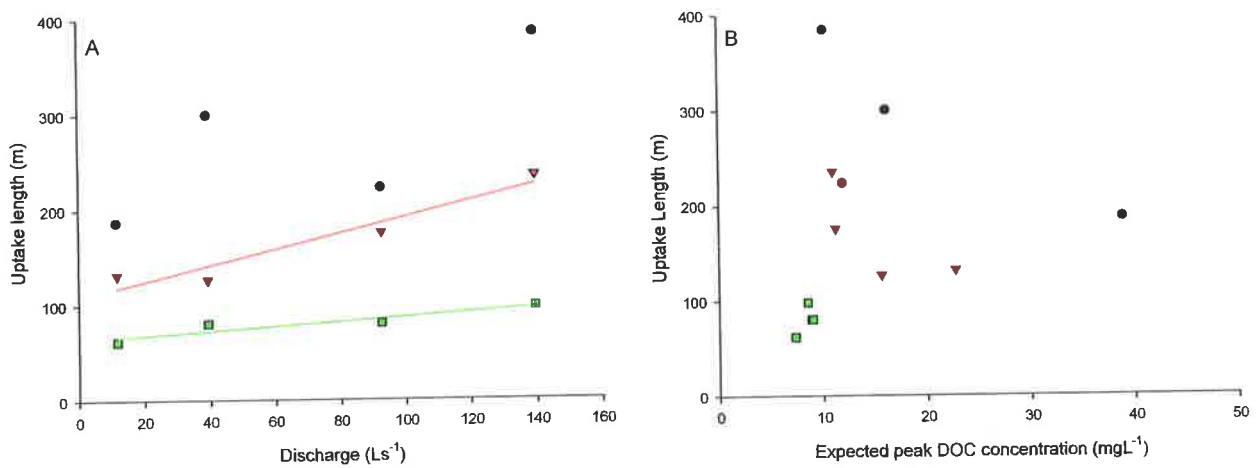 A
400
300
200
100
0
Uptake length (m)
0 20 40 60 80 100 120 140 160
Discharge (Ls⁻¹)
B
400
300
200
100
0
Uptake Length (m)
0 10 20 30 40 50
Expected peak DOC concentration (mgL⁻¹)